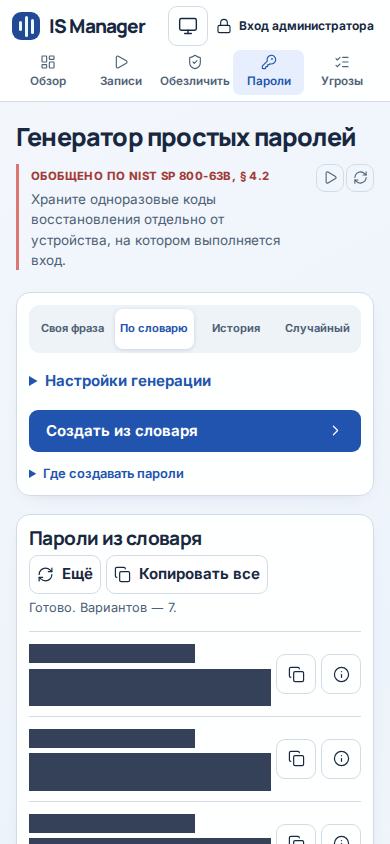 IS Manager
Вход администратора
Обзор
Записи
Обезличить
Пароли
Угрозы
Генератор простых паролей
ОБОБЩЕНО ПО NIST SP 800-63B, § 4.2
Храните одноразовые коды
восстановления отдельно от
устройства, на котором выполняется
вход.
Своя фраза
По словарю
История
Случайный
Настройки генерации
Создать из словаря
Где создавать пароли
Пароли из словаря
Ещё
Копировать все
Готово. Вариантов — 7.